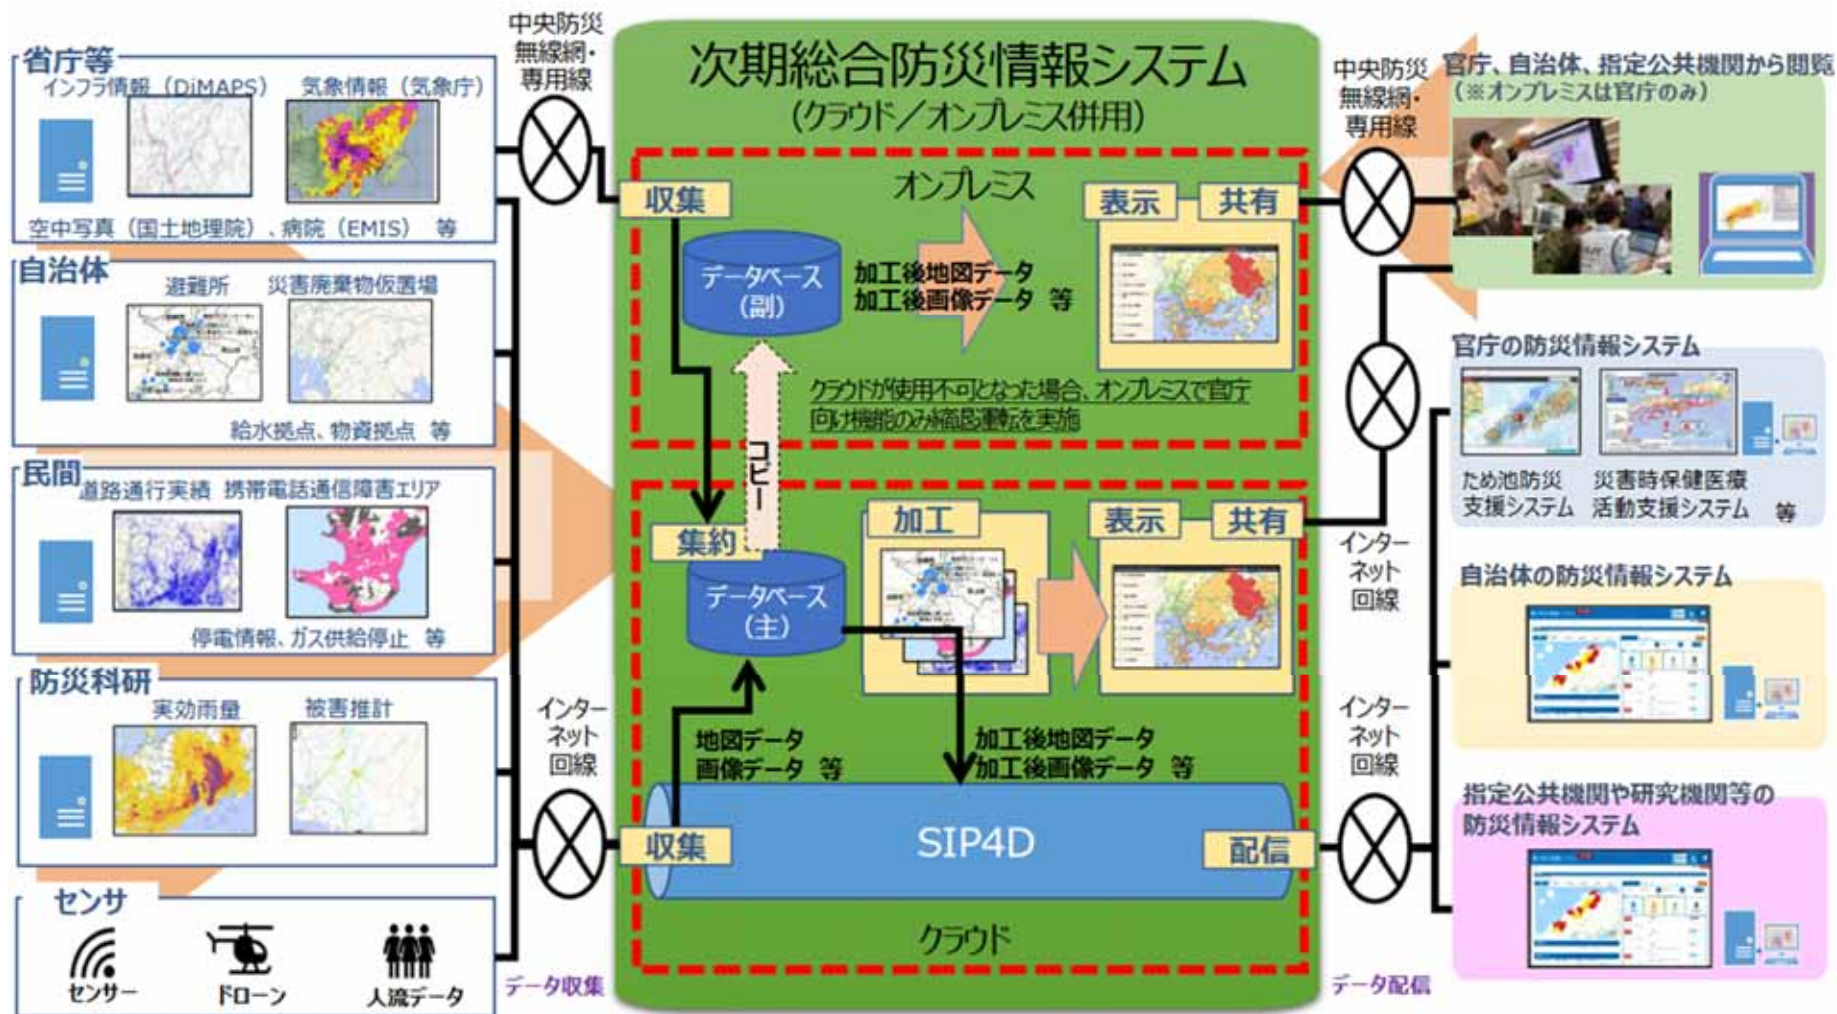 省庁等
インフラ情報（DiMAPS）
気象情報（気象庁）
空中写真（国土地理院）、病院（EMIS） 等
自治体
避難所
災害廃棄物仮置場
給水拠点、物資拠点 等
民間
道路通行実績
携帯電話通信障害エリア
停電情報、ガス供給停止 等
防災科研
実効雨量
被害推計
センサ
センサー
ドローン
人流データ
中央防災
無線網・
専用線
インター
ネット
回線
データ収集
次期総合防災情報システム
（クラウド／オンプレミス併用）
オンプレミス
収集
データベース
（副）
加工後地図データ
加工後画像データ 等
表示
共有
クラウドが使用不可となった場合、オンプレミスで官庁
向け機能のみ縮退運転を実施
コピー
集約
データベース
（主）
加工
表示
共有
地図データ
画像データ 等
加工後地図データ
加工後画像データ 等
収集
SIP4D
配信
クラウド
中央防災
無線網・
専用線
インター
ネット
回線
インター
ネット
回線
データ配信
官庁、自治体、指定公共機関から閲覧
（※オンプレミスは官庁のみ）
官庁の防災情報システム
ため池防災
支援システム
災害時保健医療
活動支援システム 等
自治体の防災情報システム
指定公共機関や研究機関等の
防災情報システム